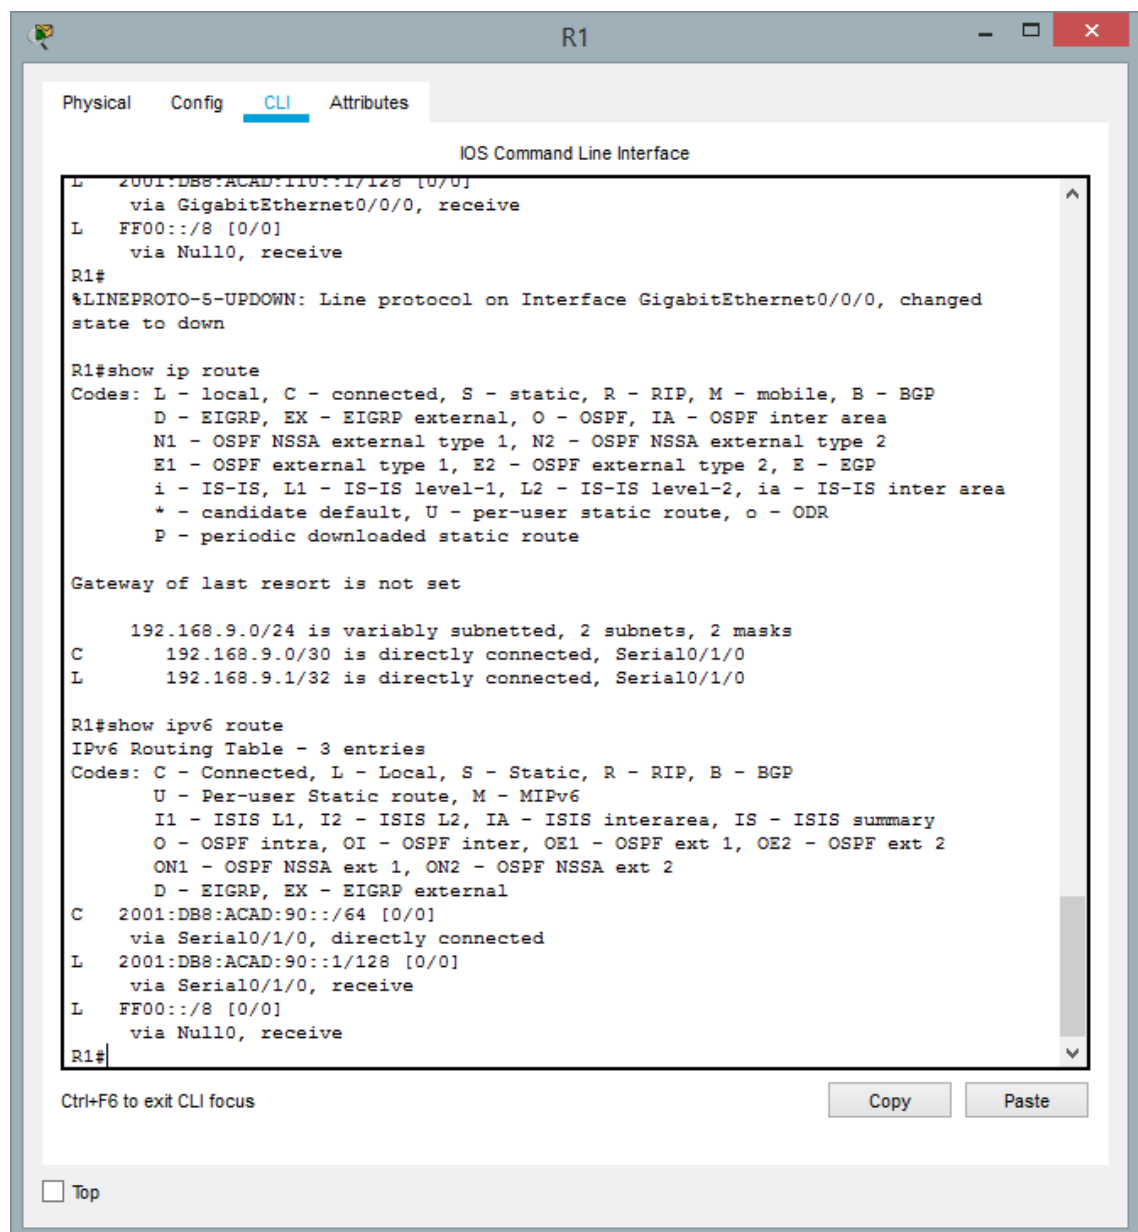 R1
Physical Config CLI Attributes
IOS Command Line Interface
L   2001:DB8:ACAD:110::1/128 [0/0]
     via GigabitEthernet0/0/0, receive
L   FF00::/8 [0/0]
     via Null0, receive
R1#
%LINEPROTO-5-UPDOWN: Line protocol on Interface GigabitEthernet0/0/0, changed
state to down
R1#show ip route
Codes: L - local, C - connected, S - static, R - RIP, M - mobile, B - BGP
       D - EIGRP, EX - EIGRP external, O - OSPF, IA - OSPF inter area
       N1 - OSPF NSSA external type 1, N2 - OSPF NSSA external type 2
       E1 - OSPF external type 1, E2 - OSPF external type 2, E - EGP
       i - IS-IS, L1 - IS-IS level-1, L2 - IS-IS level-2, ia - IS-IS inter area
       * - candidate default, U - per-user static route, o - ODR
       P - periodic downloaded static route
Gateway of last resort is not set
     192.168.9.0/24 is variably subnetted, 2 subnets, 2 masks
C       192.168.9.0/30 is directly connected, Serial0/1/0
L       192.168.9.1/32 is directly connected, Serial0/1/0
R1#show ipv6 route
IPv6 Routing Table - 3 entries
Codes: C - Connected, L - Local, S - Static, R - RIP, B - BGP
       U - Per-user Static route, M - MIPv6
       I1 - ISIS L1, I2 - ISIS L2, IA - ISIS interarea, IS - ISIS summary
       O - OSPF intra, OI - OSPF inter, OE1 - OSPF ext 1, OE2 - OSPF ext 2
       ON1 - OSPF NSSA ext 1, ON2 - OSPF NSSA ext 2
       D - EIGRP, EX - EIGRP external
C   2001:DB8:ACAD:90::/64 [0/0]
     via Serial0/1/0, directly connected
L   2001:DB8:ACAD:90::1/128 [0/0]
     via Serial0/1/0, receive
L   FF00::/8 [0/0]
     via Null0, receive
R1#
Ctrl+F6 to exit CLI focus Copy Paste
Top